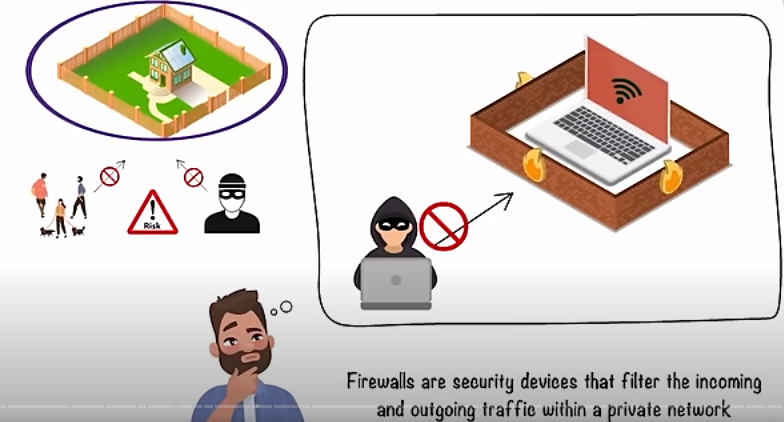 !
Risk
Firewalls are security devices that filter the incoming
and outgoing traffic within a private network